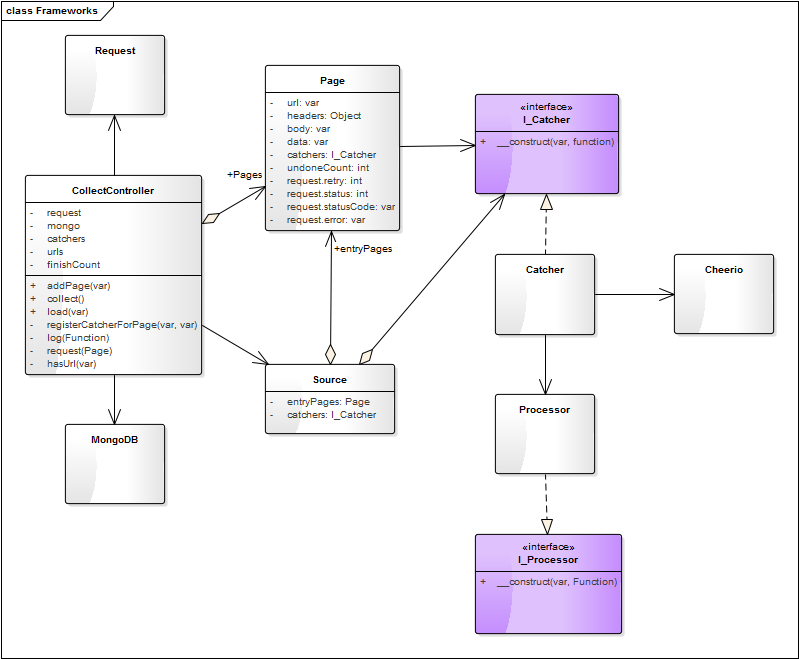 class Frameworks
Request
CollectController
- request
- mongo
- catchers
- urls
- finishCount
+ addPage(var)
+ collect()
+ load(var)
- registerCatcherForPage(var, var)
- log(Function)
- request(Page)
- hasUrl(var)
MongoDB
+Pages
Page
- url: var
- headers: Object
- body: var
- data: var
- catchers: I_Catcher
- undoneCount: int
- request.retry: int
- request.status: int
- request.statusCode: var
- request.error: var
+entryPages
Source
- entryPages: Page
- catchers: I_Catcher
«interface»
I_Catcher
+ __construct(var, function)
Catcher
Cheerio
Processor
«interface»
I_Processor
+ __construct(var, Function)